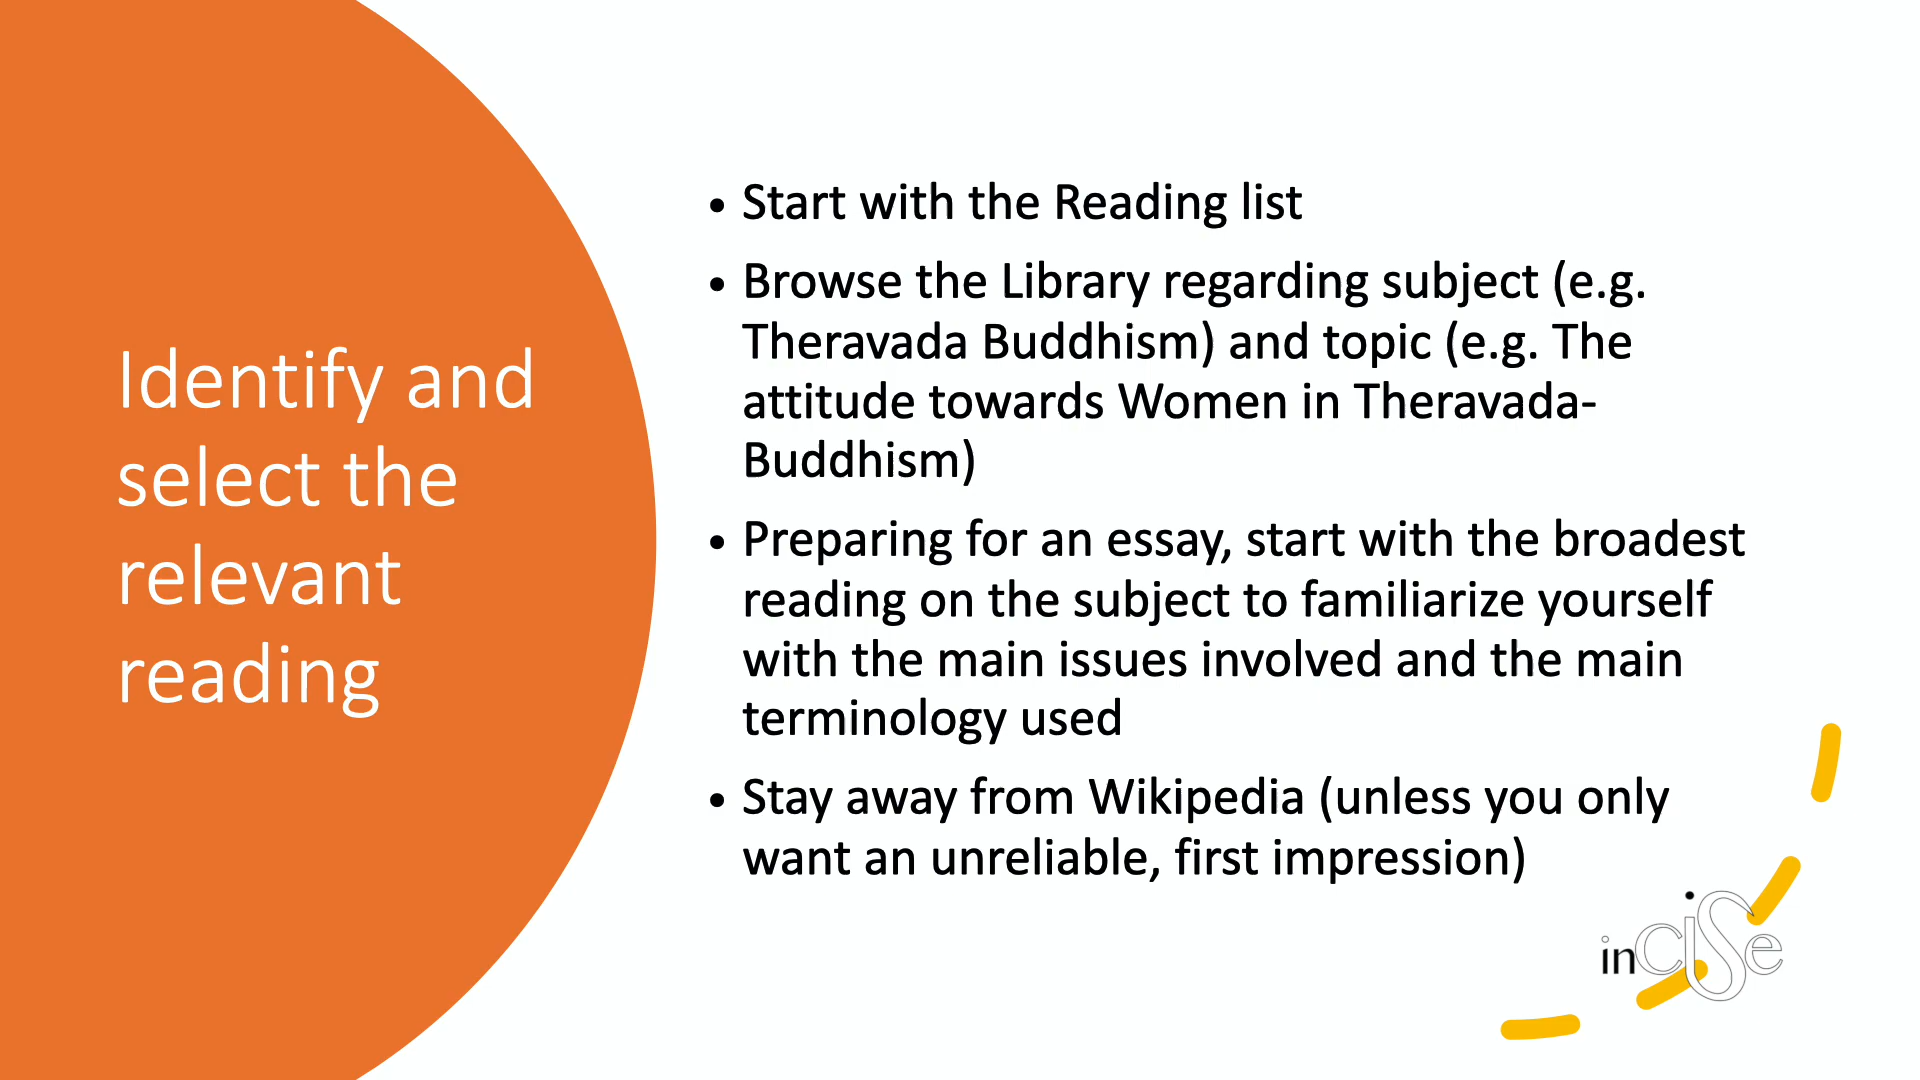 Identify and
select the
relevant
reading
• Start with the Reading list
• Browse the Library regarding subject (e.g.
Theravada Buddhism) and topic (e.g. The
attitude towards Women in Theravada-
Buddhism)
• Preparing for an essay, start with the broadest
reading on the subject to familiarize yourself
with the main issues involved and the main
terminology used
• Stay away from Wikipedia (unless you only
want an unreliable, first impression)
inCiSe